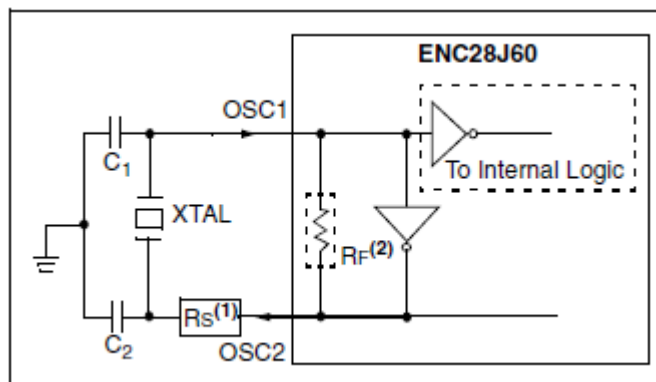 ENC28J60
OSC1
C1
To Internal Logic
XTAL
RF(2)
RS(1)
C2
OSC2